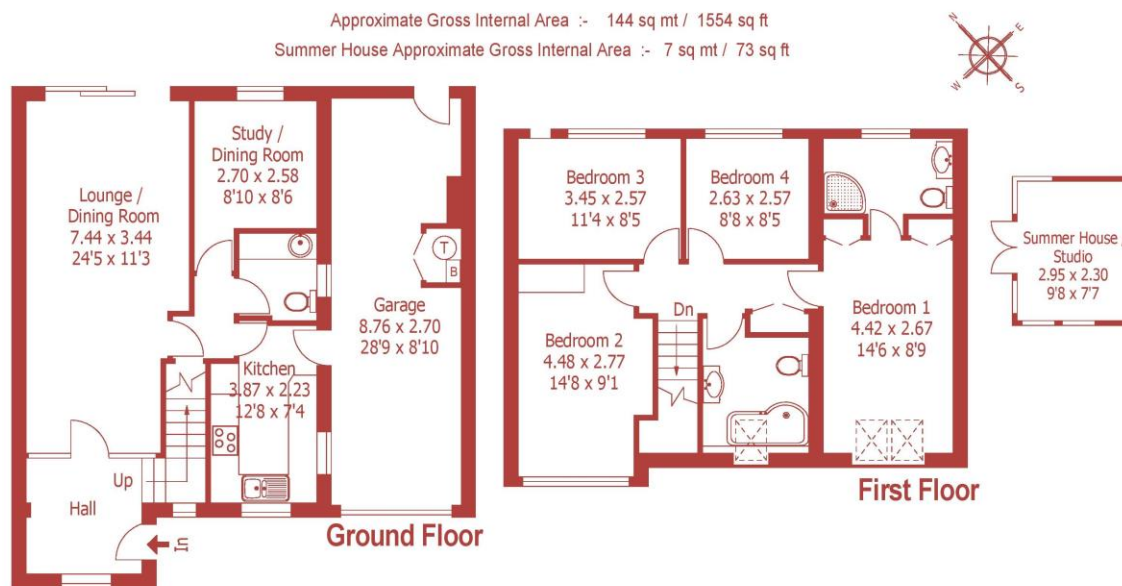 Approximate Gross Internal Area :- 144 sq mt / 1554 sq ft
Summer House Approximate Gross Internal Area :- 7 sq mt / 73 sq ft
N
E
W
S
Study /
Dining Room
2.70 x 2.58
8'10 x 8'6
Lounge /
Dining Room
7.44 x 3.44
24'5 x 11'3
T
B
Garage
8.76 x 2.70
28'9 x 8'10
Kitchen
3.87 x 2.23
12'8 x 7'4
Up
Hall
In
Ground Floor
Bedroom 3
3.45 x 2.57
11'4 x 8'5
Bedroom 4
2.63 x 2.57
8'8 x 8'5
Dn
Bedroom 2
4.48 x 2.77
14'8 x 9'1
Bedroom 1
4.42 x 2.67
14'6 x 8'9
First Floor
Summer House /
Studio
2.95 x 2.30
9'8 x 7'7